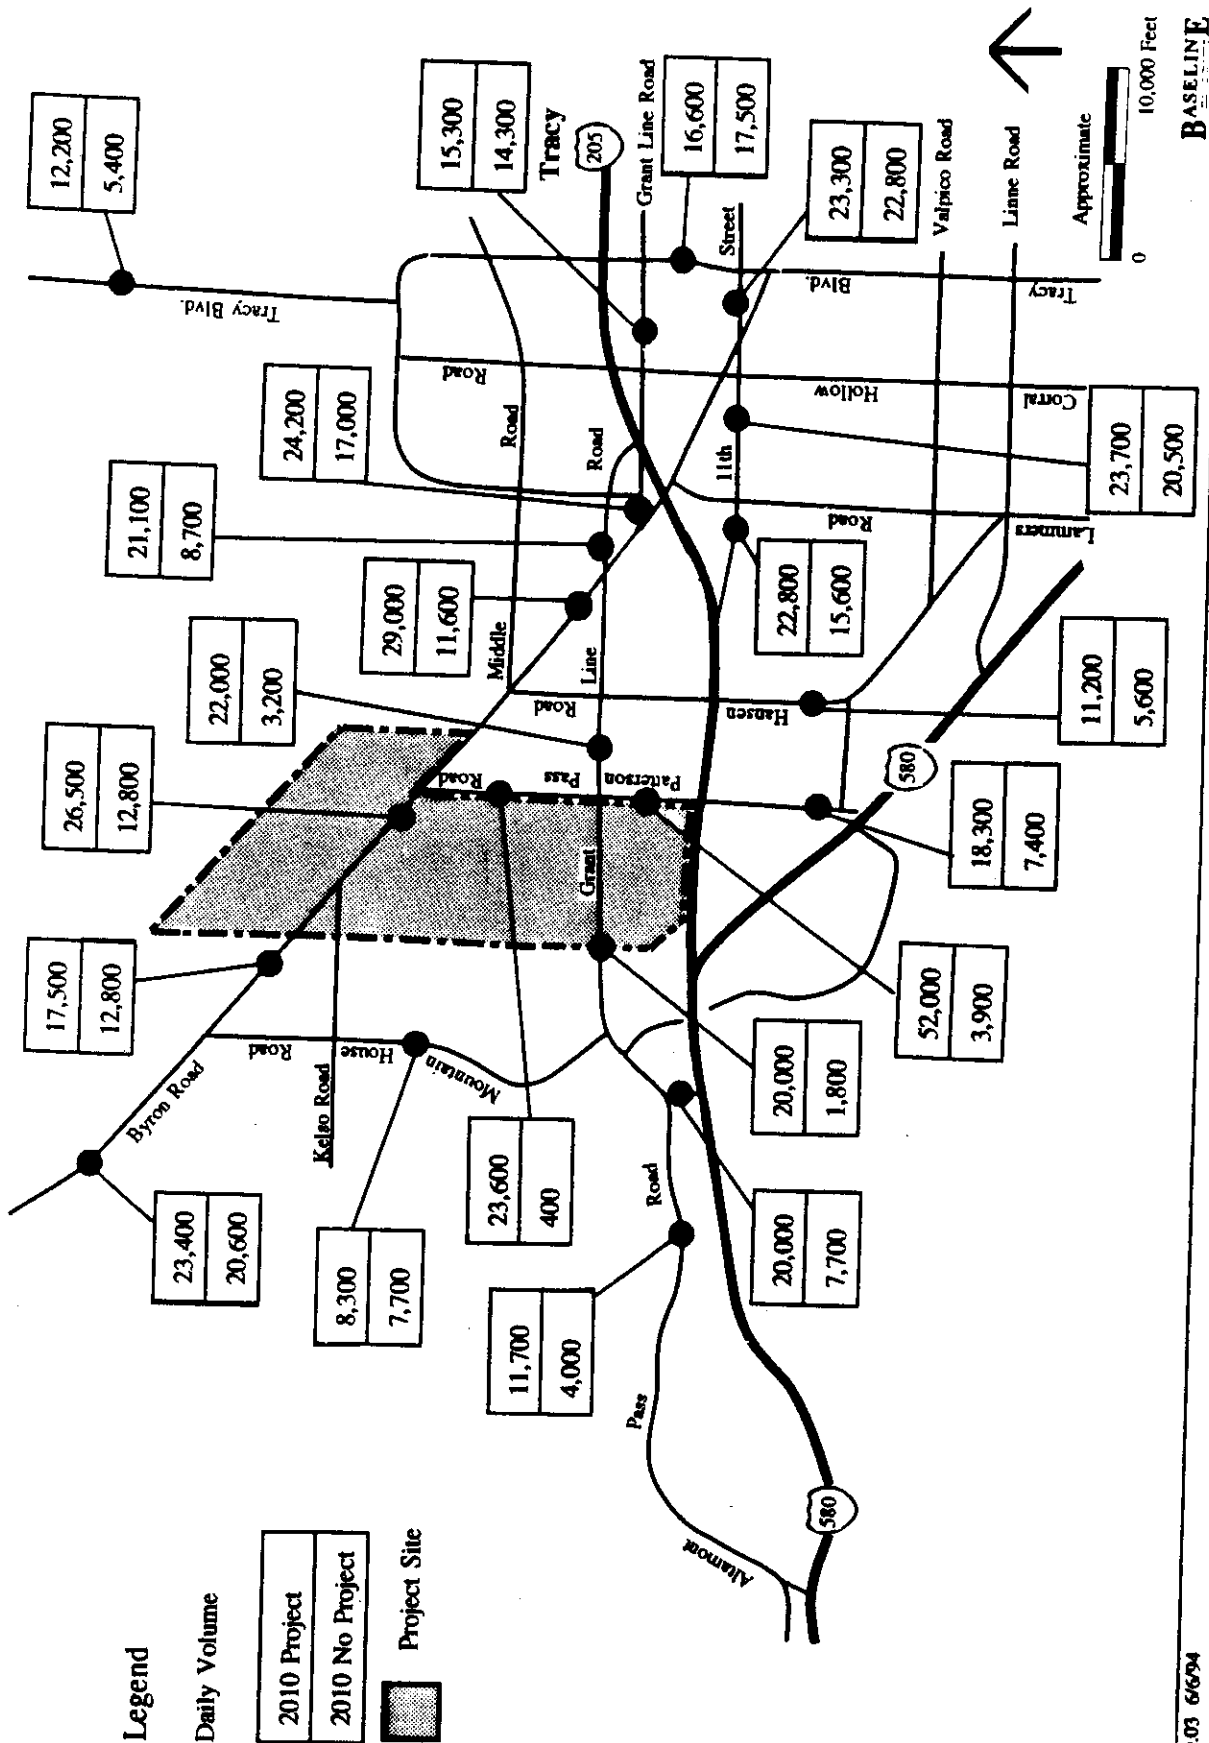 12,200
5,400
15,300
14,300
Tracy
205
Grant Line Road
16,600
17,500
Street
23,300
22,800
Valpico Road
Linne Road
Approximate
0
10,000 Feet
BASELINE
Tracy Blvd.
Blvd.
Tracy
24,200
17,000
Road
Hollow
Corral
Road
Road
11th
23,700
20,500
21,100
8,700
Road
Lammers
29,000
11,600
Middle
Line
22,800
15,600
22,000
3,200
Road
Hansen
11,200
5,600
26,500
12,800
Road
Pass
Patterson
580
18,300
7,400
Grant
17,500
12,800
52,000
3,900
Byron Road
Road
House
Mountain
Kelso Road
20,000
1,800
23,400
20,600
8,300
7,700
23,600
400
Road
20,000
7,700
11,700
4,000
Pass
Altamont
580
Legend
Daily Volume
2010 Project
2010 No Project
Project Site
.03 6/6/94